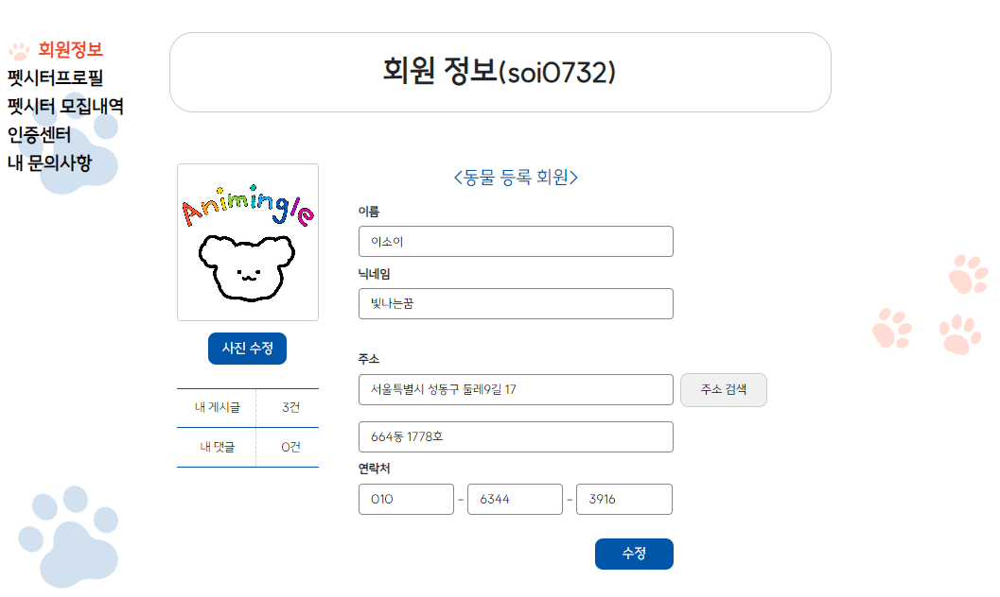 회원정보
펫시터프로필
펫시터 모집내역
인증센터
내 문의사항
회원 정보(soi0732)
Animingle
사진 수정
내 게시글 3건
내 댓글 0건
<동물 등록 회원>
이름
이소이
닉네임
빛나는꿈
주소
서울특별시 성동구 둘레9길 17 주소 검색
664동 1778호
연락처
010 - 6344 - 3916
수정